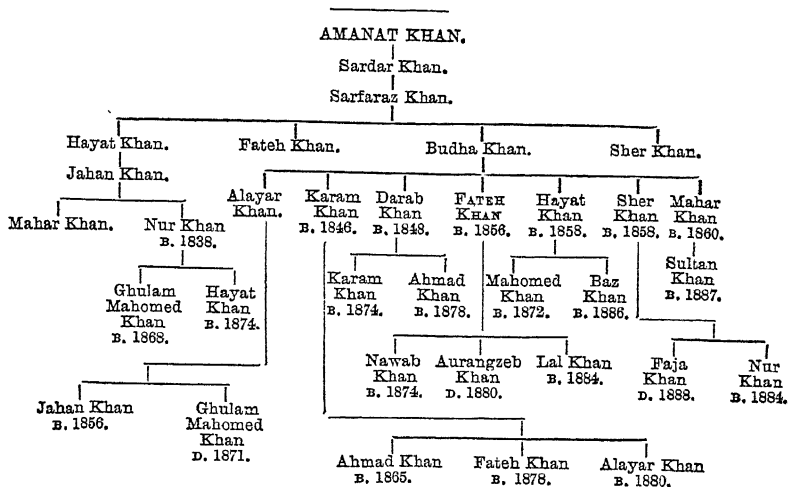 AMANAT KHAN.
Sardar Khan.
Sarfaraz Khan.
Hayat Khan.
Fateh Khan.
Budha Khan.
Sher Khan.
Jahan Khan.
Mahar Khan.
Nur Khan
B. 1838.
Alayar
Khan.
Karam
Khan
B. 1846.
Darab
Khan
B. 1848.
FATEH
KHAN
B. 1856.
Hayat
Khan
B. 1858.
Sher
Khan
B. 1858.
Mahar
Khan
B. 1860.
Ghulam
Mahomed
Khan
B. 1868.
Hayat
Khan
B. 1874.
Karam
Khan
B. 1874.
Ahmad
Khan
B. 1878.
Mahomed
Khan
B. 1872.
Baz
Khan
B. 1886.
Sultan
Khan
B. 1887.
Nawab
Khan
B. 1874.
Aurangzeb
Khan
D. 1880.
Lal Khan
B. 1884.
Faja
Khan
D. 1888.
Nur
Khan
B. 1884.
Jahan Khan
B. 1856.
Ghulam
Mahomed
Khan
D. 1871.
Ahmad Khan
B. 1865.
Fateh Khan
B. 1878.
Alayar Khan
B. 1880.